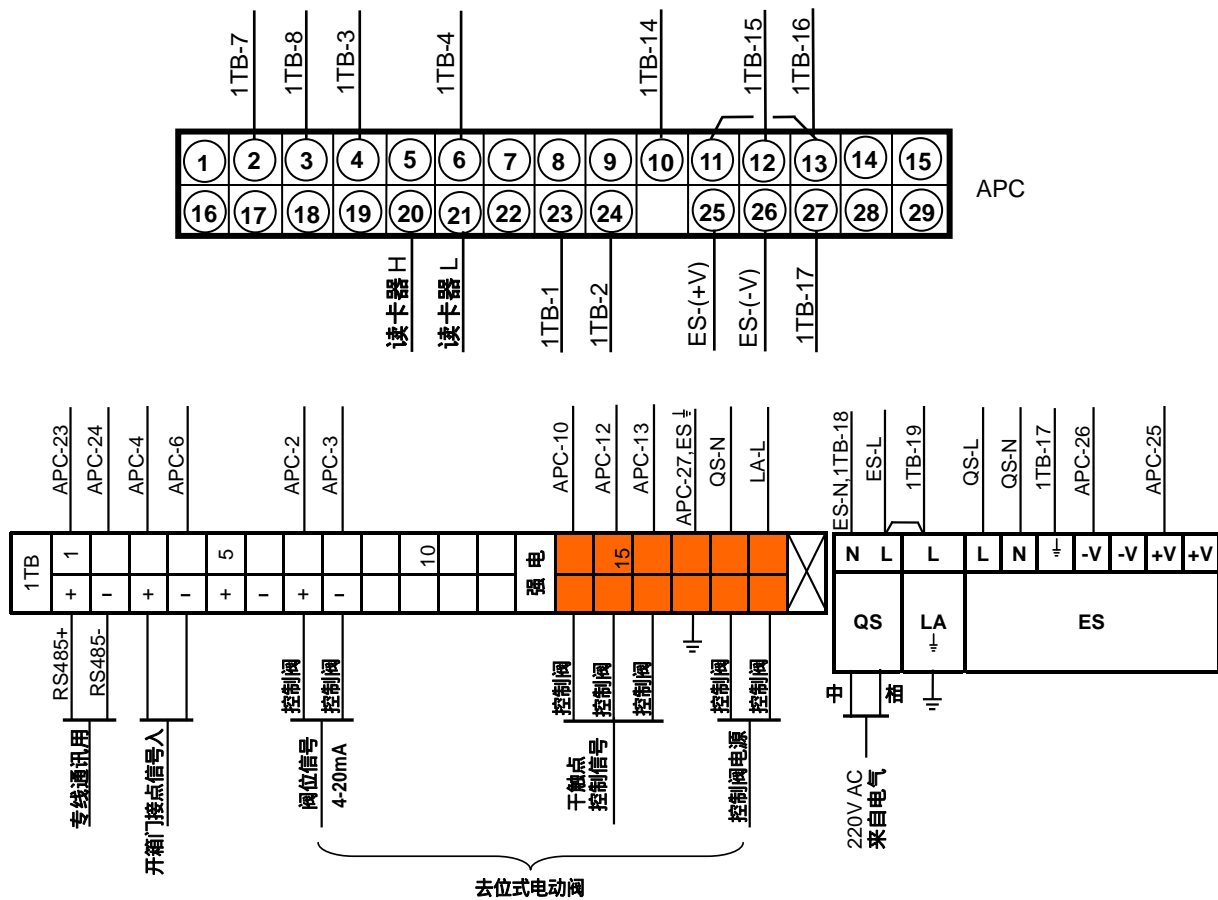 1TB-7
1TB-8
1TB-3
1TB-4
1TB-14
1TB-15
1TB-16
1 2 3 4 5 6 7 8 9 10 11 12 13 14 15
16 17 18 19 20 21 22 23 24 25 26 27 28 29
APC
读卡器 H
读卡器 L
1TB-1
1TB-2
ES-(+V)
ES-(-V)
1TB-17
APC-23
APC-24
APC-4
APC-6
APC-2
APC-3
APC-10
APC-12
APC-13
APC-27,ES⏚
QS-N
LA-L
ES-N,1TB-18
ES-L
1TB-19
QS-L
QS-N
1TB-17
APC-26
APC-25
1TB
1 5 10
强电
15
+ - + - + - + -
N L L L N ⏚ -V -V +V +V
QS
LA
⏚
ES
RS485+
RS485-
控制阀
控制阀
控制阀
控制阀
控制阀
控制阀
控制阀
中
相
专线通讯用
开箱门接点信号入
阀位信号
4-20mA
干触点
控制信号
控制阀电源
220V AC
来自电气
去位式电动阀